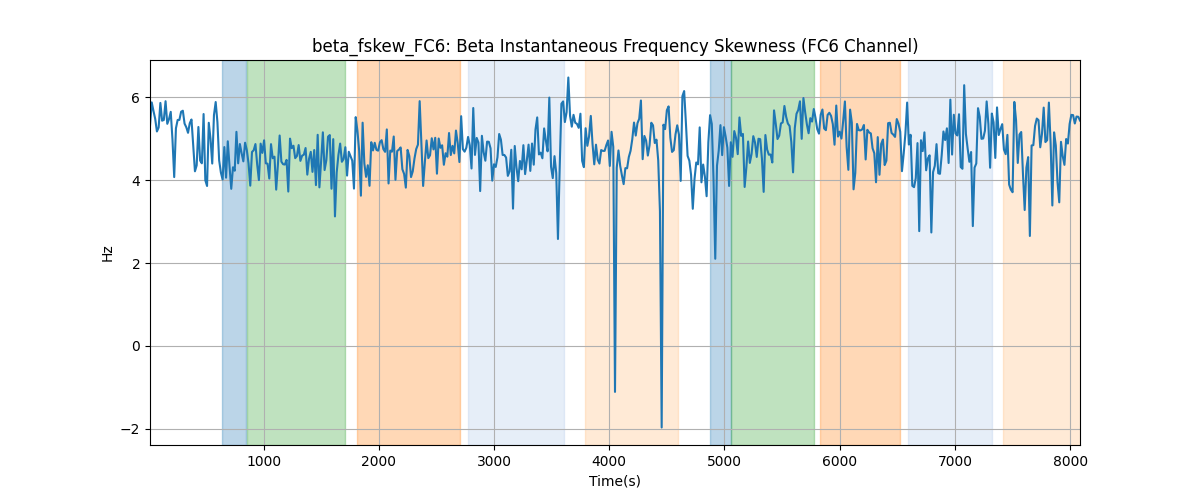 beta_fskew_FC6: Beta Instantaneous Frequency Skewness (FC6 Channel)
6
4
2
0
−2
Hz
1000 2000 3000 4000 5000 6000 7000 8000
Time(s)